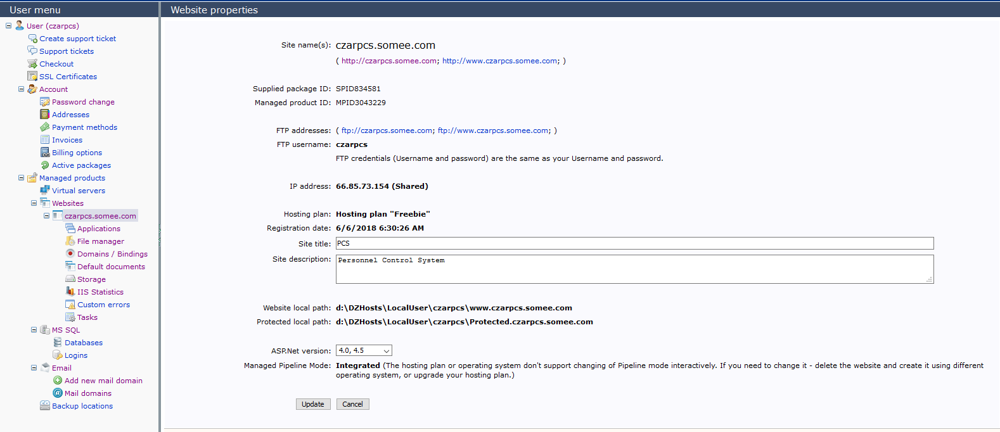 User menu
User (czarpcs)
Create support ticket
Support tickets
Checkout
SSL Certificates
Account
Password change
Addresses
Payment methods
Invoices
Billing options
Active packages
Managed products
Virtual servers
Websites
czarpcs.somee.com
Applications
File manager
Domains / Bindings
Default documents
Storage
IIS Statistics
Custom errors
Tasks
MS SQL
Databases
Logins
Email
Add new mail domain
Mail domains
Backup locations
Website properties
Site name(s): czarpcs.somee.com
( http://czarpcs.somee.com; http://www.czarpcs.somee.com; )
Supplied package ID: SPID834581
Managed product ID: MPID3043229
FTP addresses: ( ftp://czarpcs.somee.com; ftp://www.czarpcs.somee.com; )
FTP username: czarpcs
FTP credentials (Username and password) are the same as your Username and password.
IP address: 66.85.73.154 (Shared)
Hosting plan: Hosting plan "Freebie"
Registration date: 6/6/2018 6:30:26 AM
Site title: PCS
Site description: Personnel Control System
Website local path: d:\DZHosts\LocalUser\czarpcs\www.czarpcs.somee.com
Protected local path: d:\DZHosts\LocalUser\czarpcs\Protected.czarpcs.somee.com
ASP.Net version: 4.0, 4.5
Managed Pipeline Mode: Integrated (The hosting plan or operating system don't support changing of Pipeline mode interactively. If you need to change it - delete the website and create it using different
operating system, or upgrade your hosting plan.)
Update Cancel